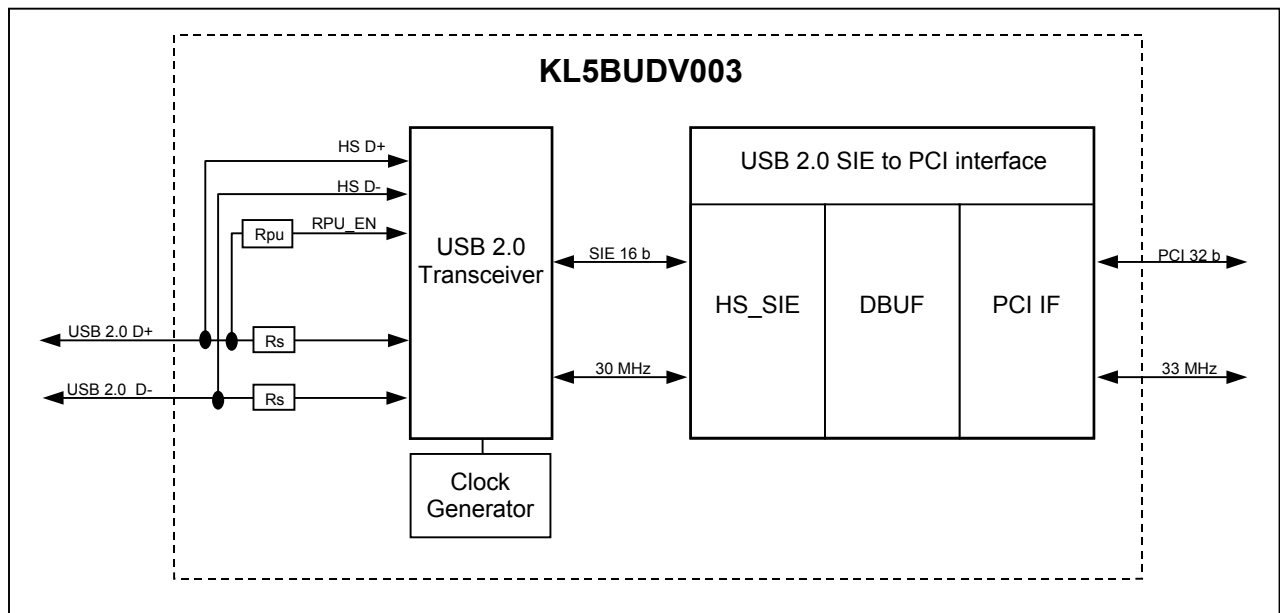 KL5BUDV003
HS D+
HS D-
Rpu
RPU_EN
USB 2.0 D+
Rs
USB 2.0 D-
Rs
USB 2.0
Transceiver
Clock
Generator
SIE 16 b
30 MHz
USB 2.0 SIE to PCI interface
HS_SIE
DBUF
PCI IF
PCI 32 b
33 MHz